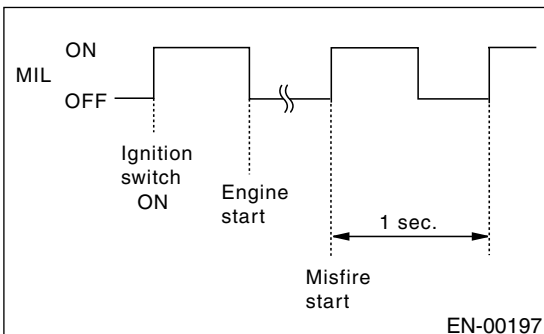 ON
MIL
OFF
Ignition
switch
ON
Engine
start
1 sec.
Misfire
start
EN-00197